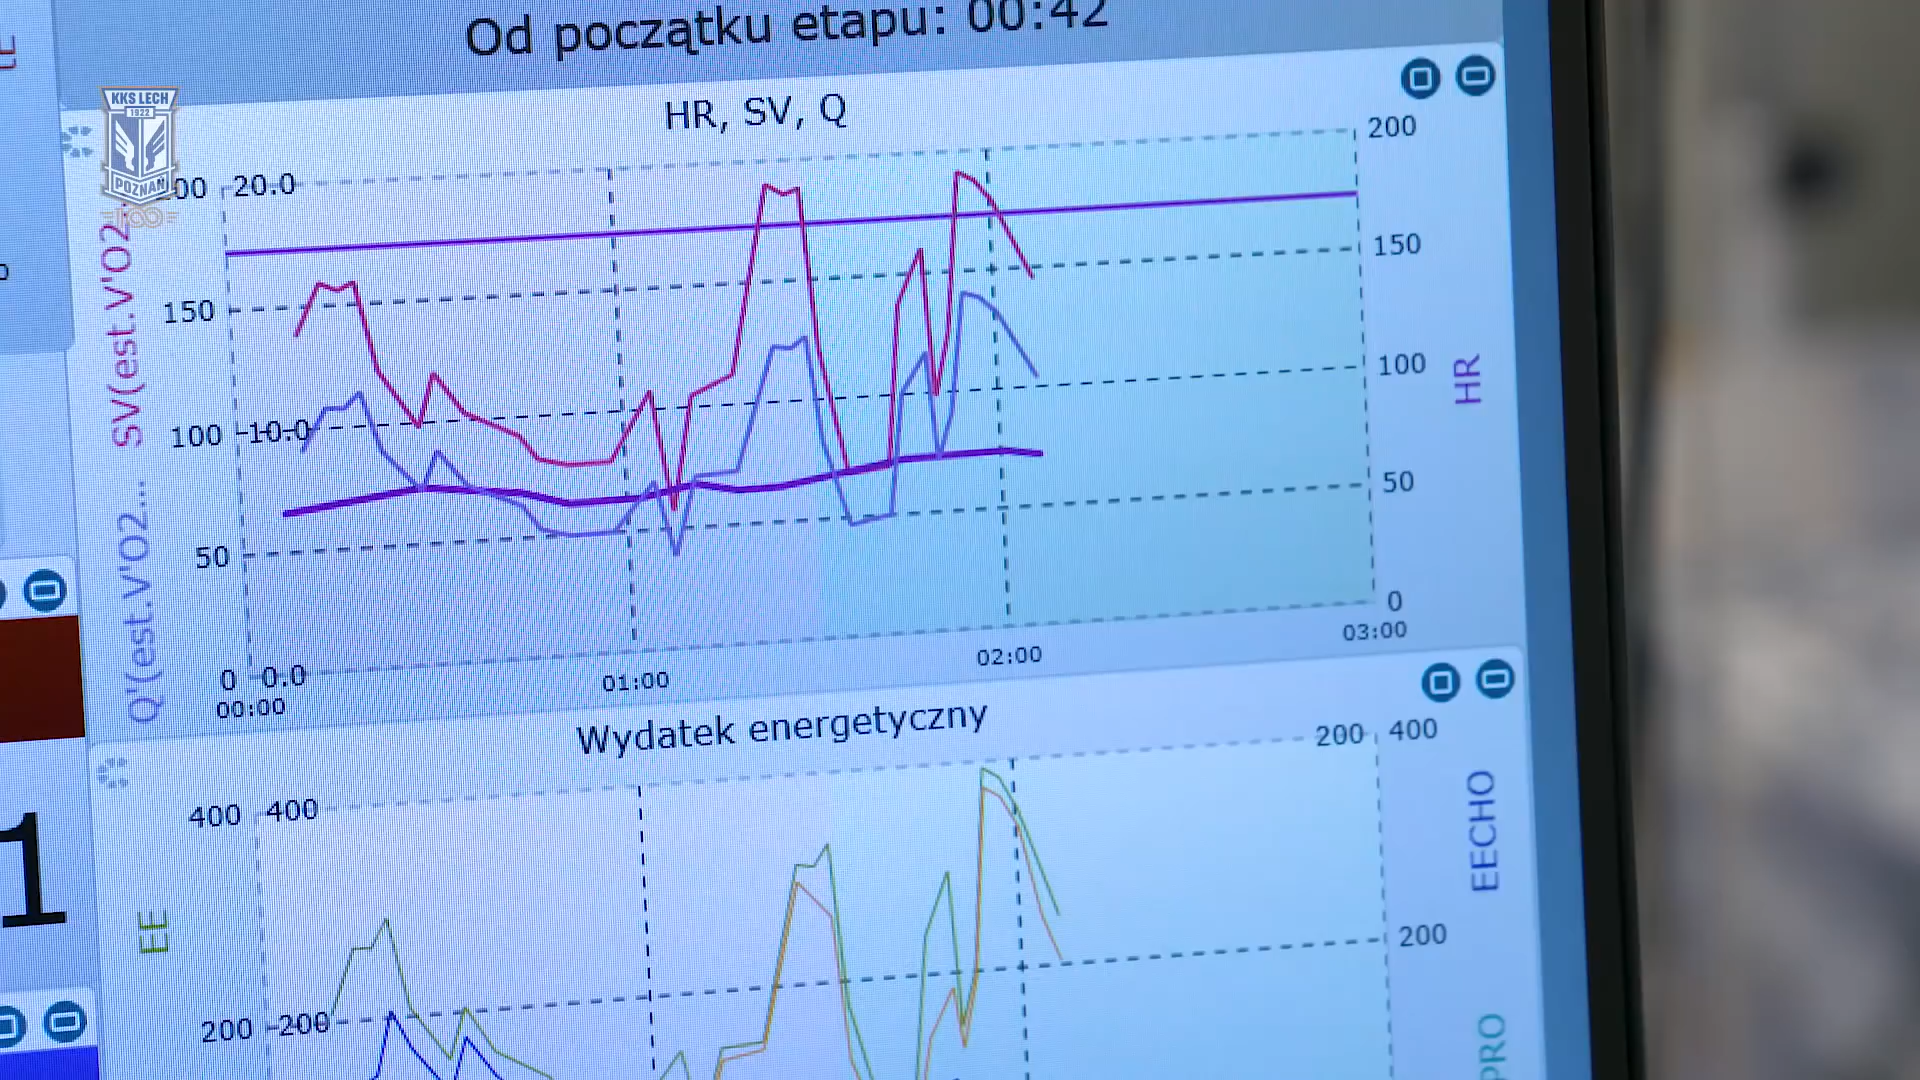 Od początku etapu: 00:42
KKS LECH
1922
POZNAŃ
HR, SV, Q
200
20.0
00
150
150
100
10.0
100
50
50
0
0.0
0
00:00
01:00
02:00
03:00
SV(est.V'O2...
Q'(est.V'O2...
HR
Wydatek energetyczny
200
400
400
400
EECHO
EE
200
200
200
PRO
1